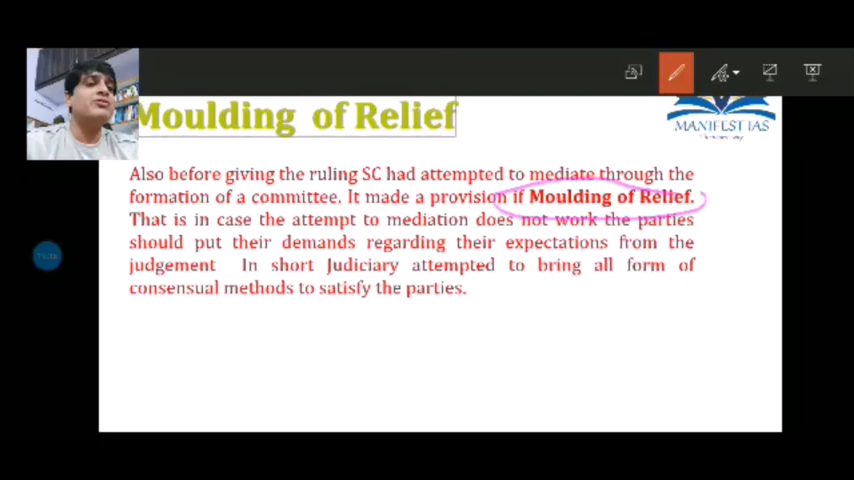 Moulding of Relief
MANIFEST IAS
Also before giving the ruling SC had attempted to mediate through the
formation of a committee. It made a provision if Moulding of Relief.
That is in case the attempt to mediation does not work the parties
should put their demands regarding their expectations from the
judgement In short Judiciary attempted to bring all form of
consensual methods to satisfy the parties.